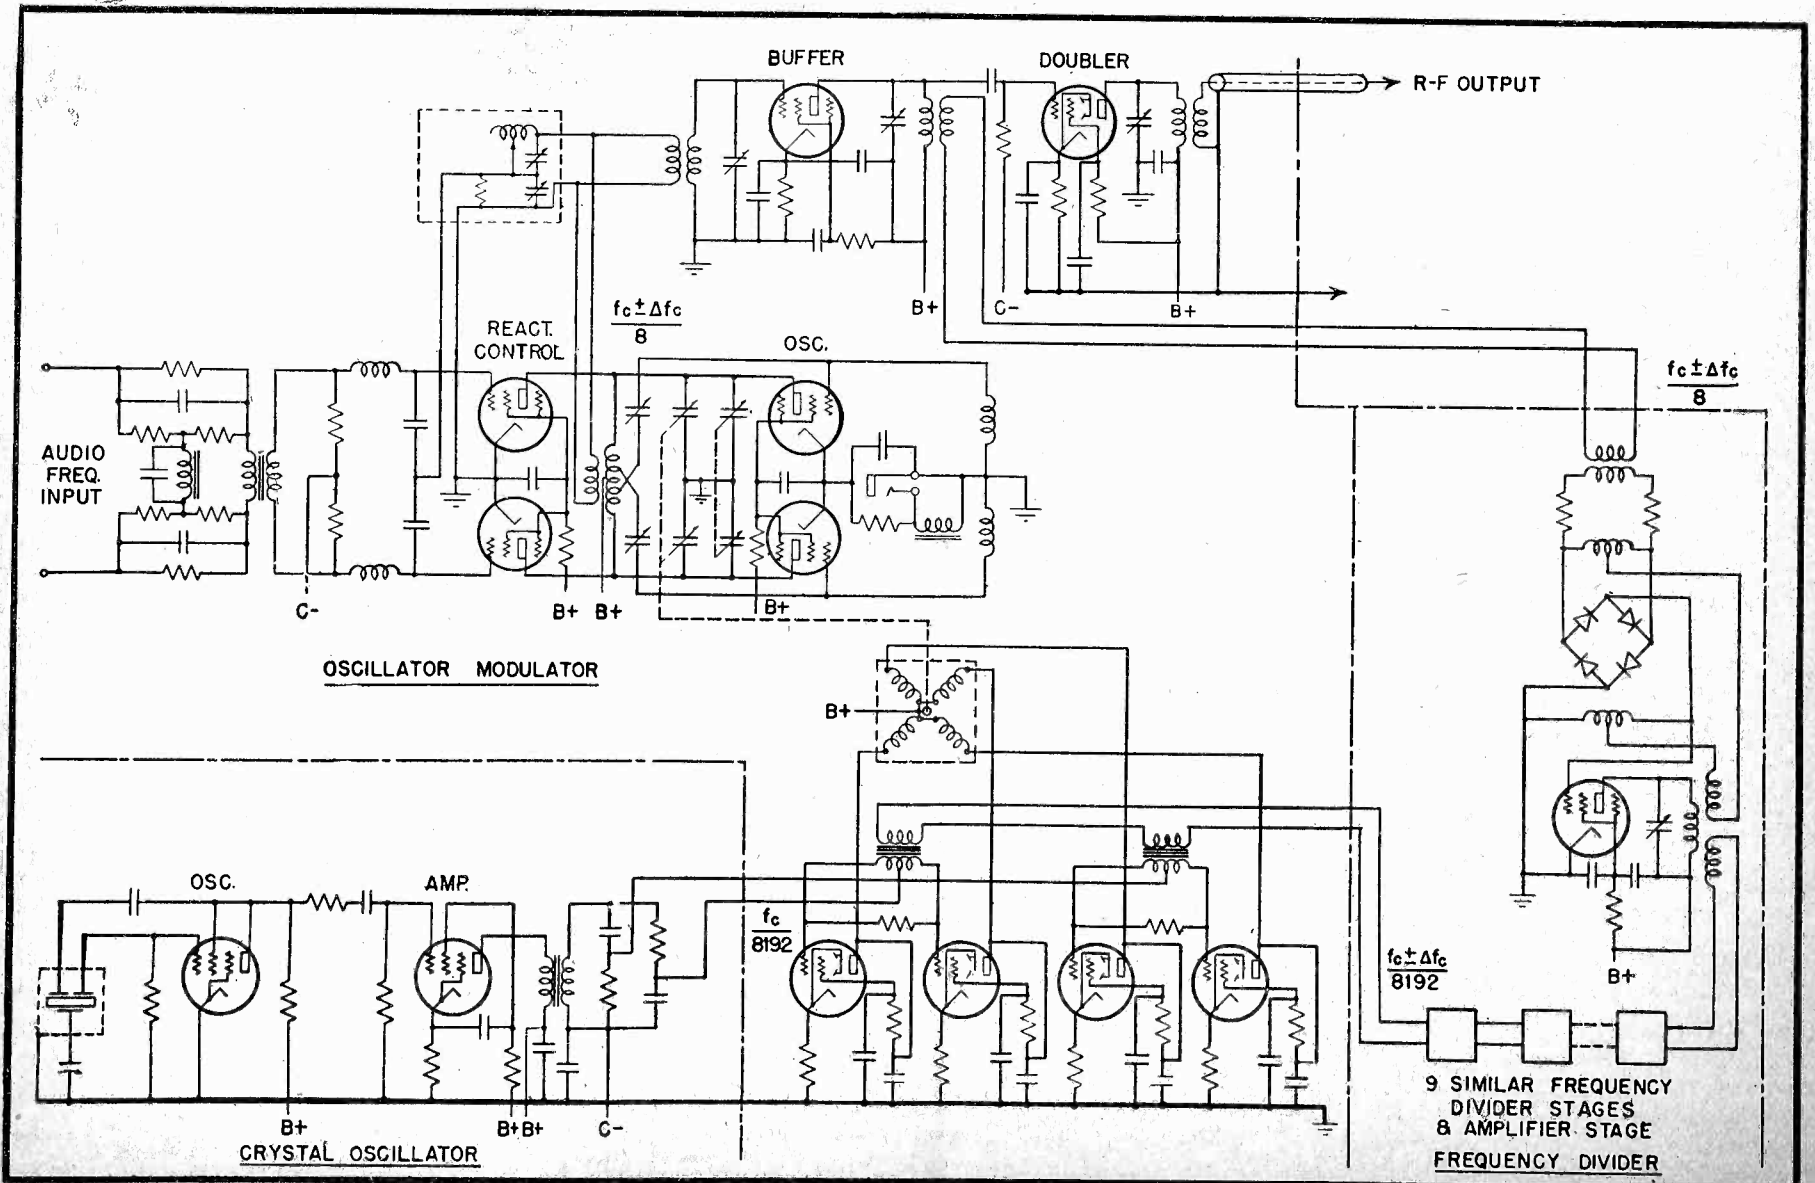 BUFFER
DOUBLER
R-F OUTPUT
B+
C-
B+
fc ± Δfc
8
REACT.
CONTROL
OSC.
fc ± Δfc
8
AUDIO
FREQ.
INPUT
C-
B+
B+
B+
OSCILLATOR MODULATOR
B+
OSC.
AMP.
fc
8192
fc ± Δfc
8192
B+
B+
B+
B+
C-
CRYSTAL OSCILLATOR
9 SIMILAR FREQUENCY
DIVIDER STAGES
& AMPLIFIER STAGE
FREQUENCY DIVIDER